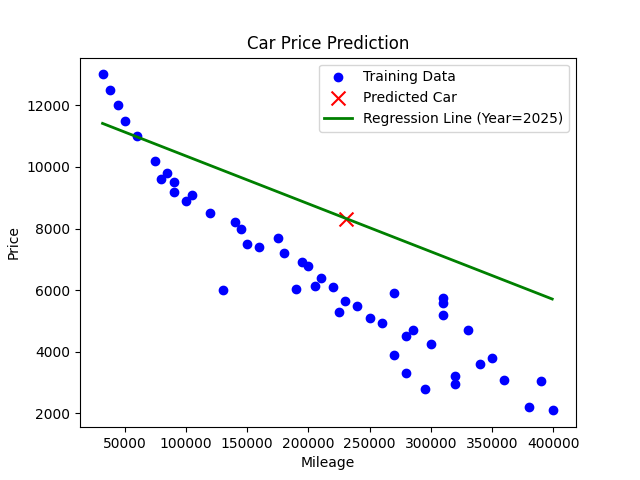 Car Price Prediction
Training Data
Predicted Car
Regression Line (Year=2025)
12000
10000
8000
6000
4000
2000
Price
50000 100000 150000 200000 250000 300000 350000 400000
Mileage